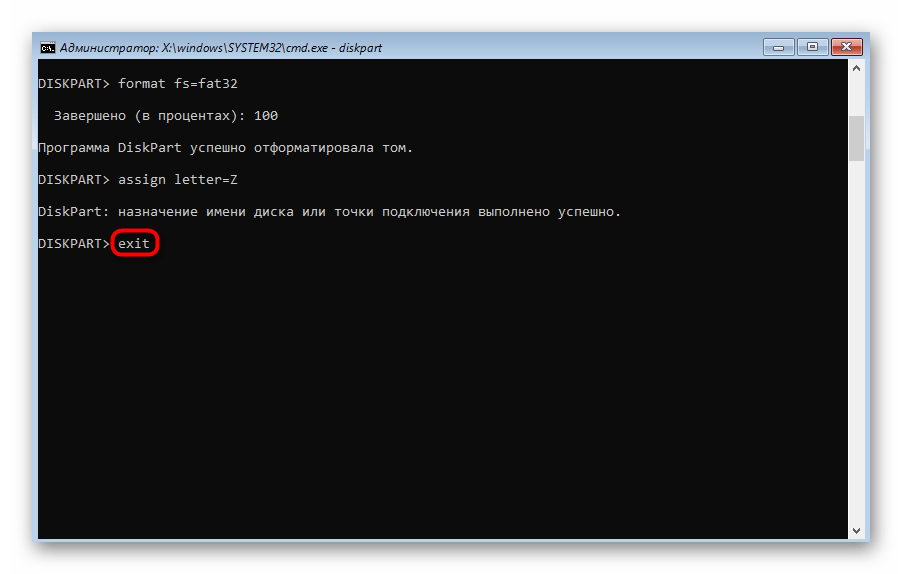 Администратор: X:\windows\SYSTEM32\cmd.exe - diskpart
DISKPART> format fs=fat32
Завершено (в процентах): 100
Программа DiskPart успешно отформатировала том.
DISKPART> assign letter=Z
DiskPart: назначение имени диска или точки подключения выполнено успешно.
DISKPART> exit